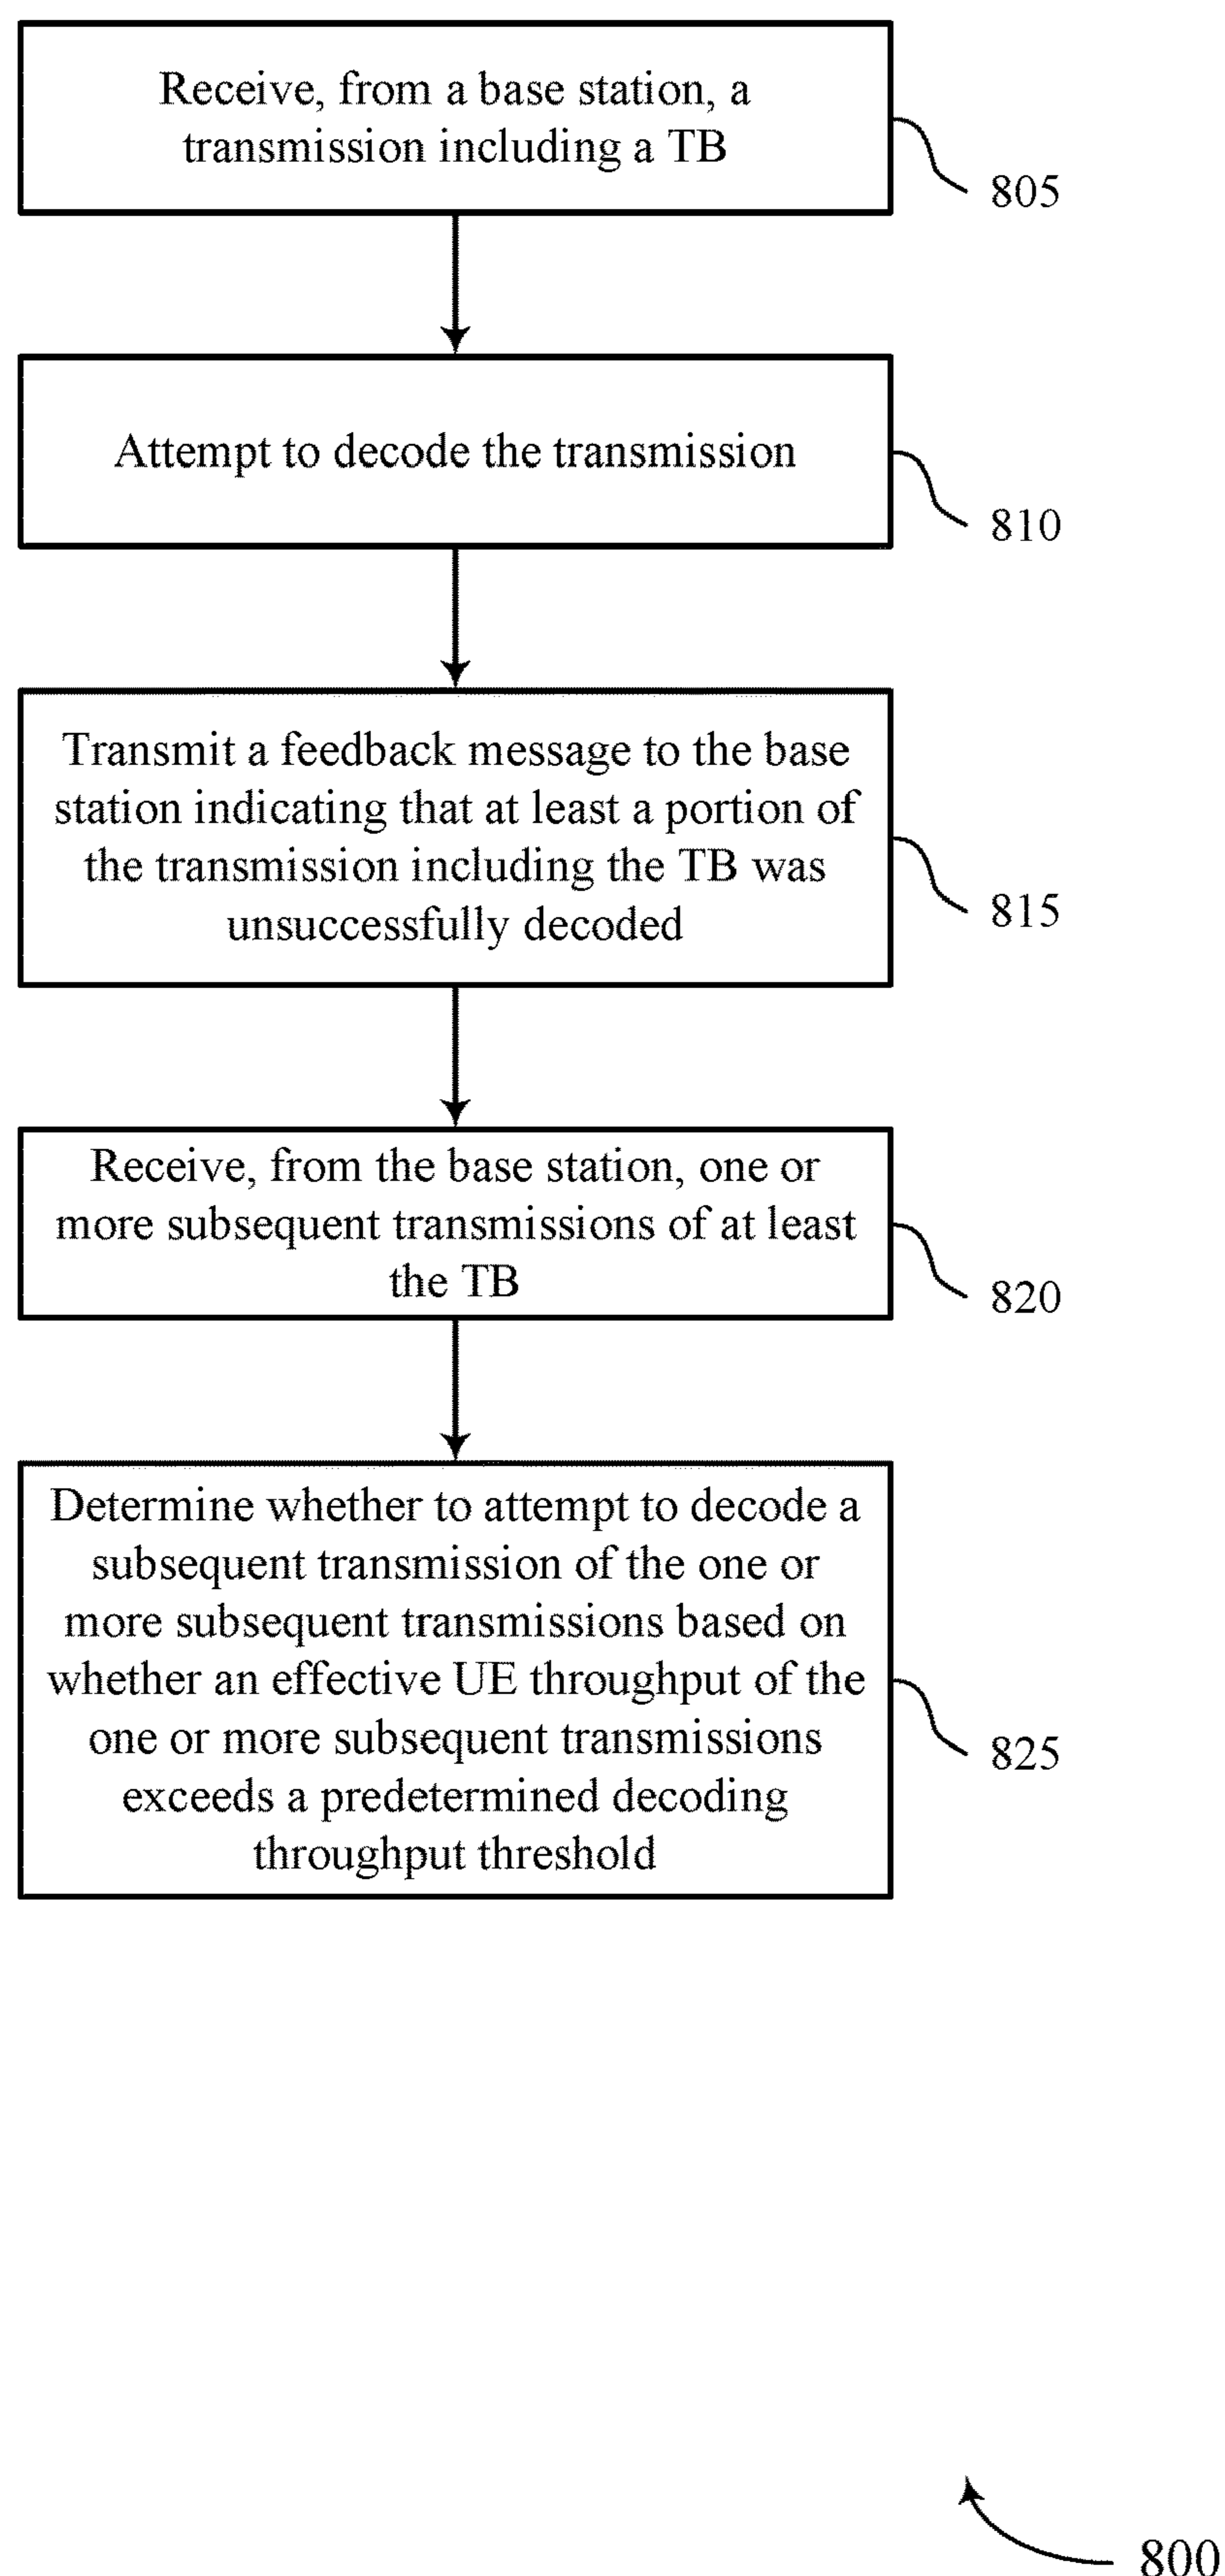 Receive, from a base station, a
transmission including a TB
805
Attempt to decode the transmission
810
Transmit a feedback message to the base
station indicating that at least a portion of
the transmission including the TB was
unsuccessfully decoded
815
Receive, from the base station, one or
more subsequent transmissions of at least
the TB
820
Determine whether to attempt to decode a
subsequent transmission of the one or
more subsequent transmissions based on
whether an effective UE throughput of the
one or more subsequent transmissions
exceeds a predetermined decoding
throughput threshold
825
800